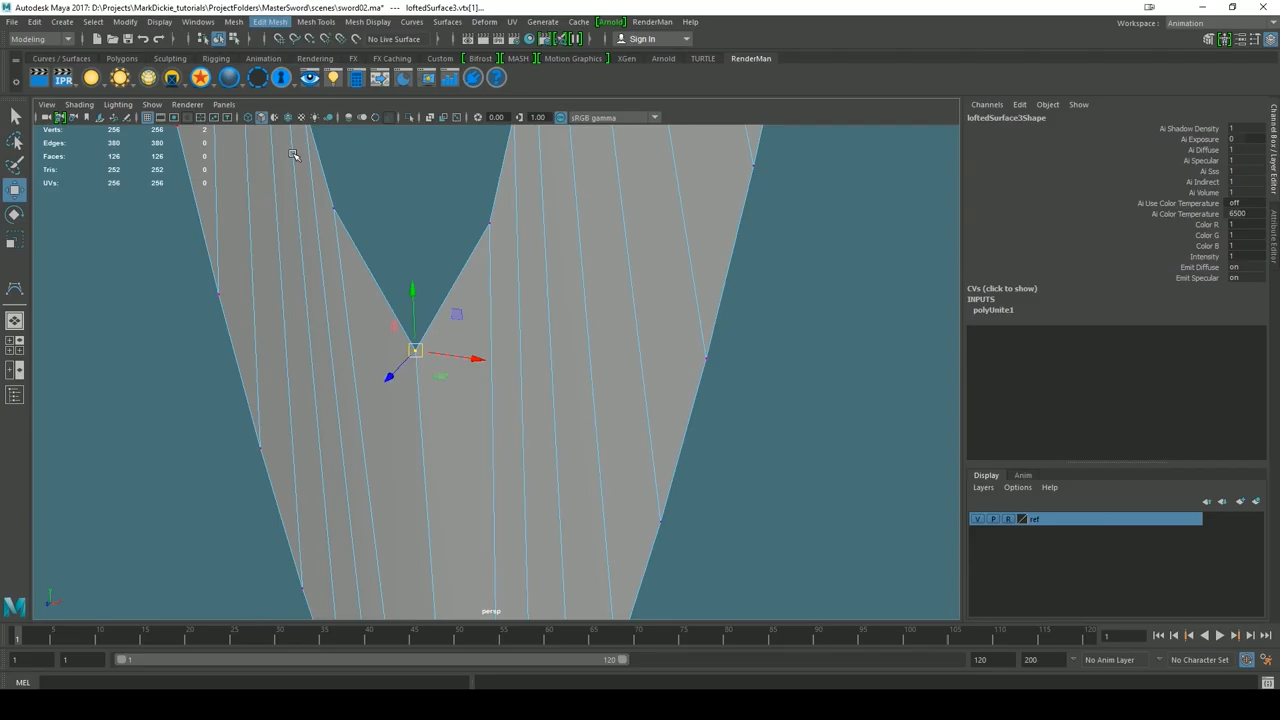 Autodesk Maya 2017: D:\Projects\MarkDickie_tutorials\ProjectFolders\MasterSword\scenes\sword02.ma* --- loftedSurface3.vtx[1]...
File Edit Create Select Modify Display Windows Mesh Edit Mesh Mesh Tools Mesh Display Curves Surfaces Deform UV Generate Cache [Arnold] RenderMan Help
Workspace : Animation
Modeling No Live Surface Sign In
Curves / Surfaces Polygons Sculpting Rigging Animation Rendering FX FX Caching Custom Bifrost MASH Motion Graphics XGen Arnold TURTLE RenderMan
IPR
View Shading Lighting Show Renderer Panels
0.00 1.00 sRGB gamma
Verts: 256 256 2
Edges: 380 380 0
Faces: 126 126 0
Tris: 252 252 0
UVs: 256 256 0
persp
Channels Edit Object Show
loftedSurface3Shape
Ai Shadow Density 1
Ai Exposure 0
Ai Diffuse 1
Ai Specular 1
Ai Sss 1
Ai Indirect 1
Ai Volume 1
Ai Use Color Temperature off
Ai Color Temperature 6500
Color R 1
Color G 1
Color B 1
Intensity 1
Emit Diffuse on
Emit Specular on
CVs (click to show)
INPUTS
polyUnite1
Channel Box / Layer Editor
Attribute Editor
Display Anim
Layers Options Help
V P R ref
1 5 10 15 20 25 30 35 40 45 50 55 60 65 70 75 80 85 90 95 100 105 110 115 120
1
1 1 1 120 120 200 No Anim Layer No Character Set
MEL